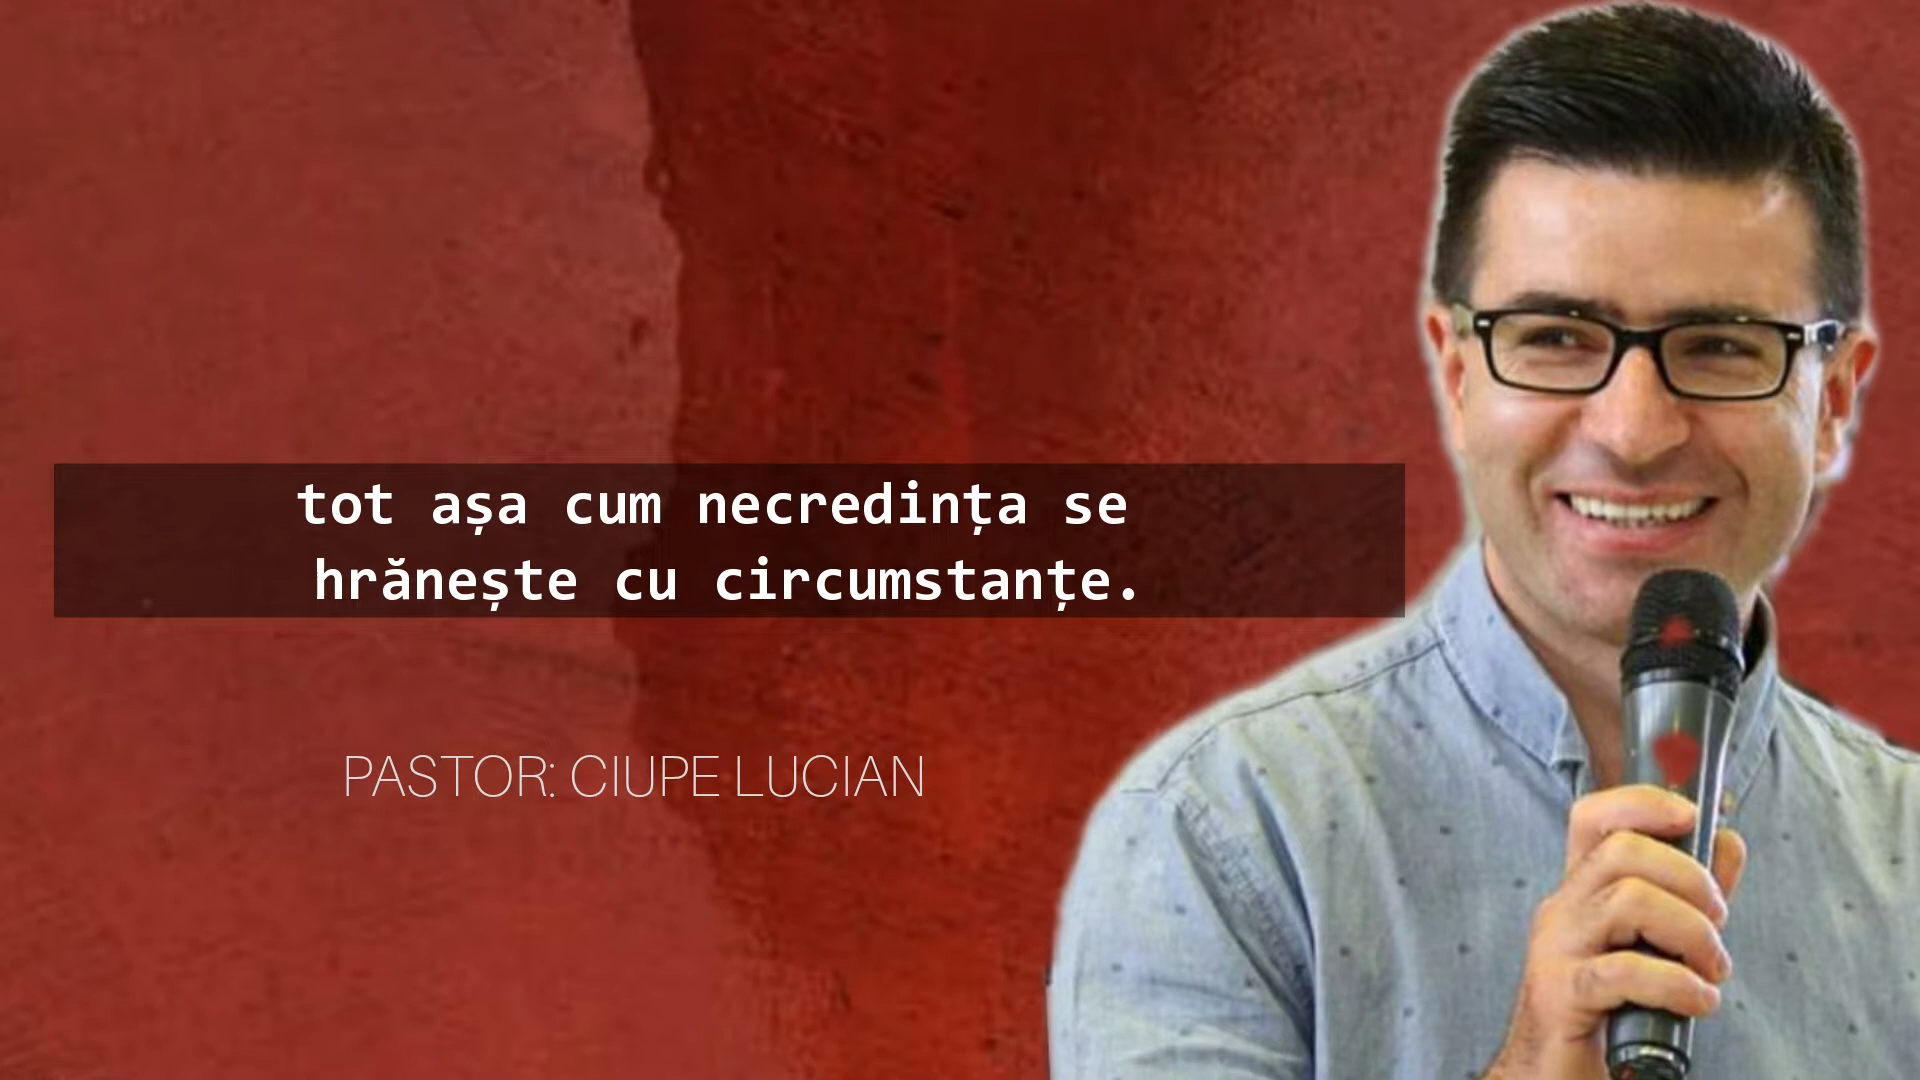 tot așa cum necredința se
hrănește cu circumstanțe.
PASTOR: CIUPE LUCIAN